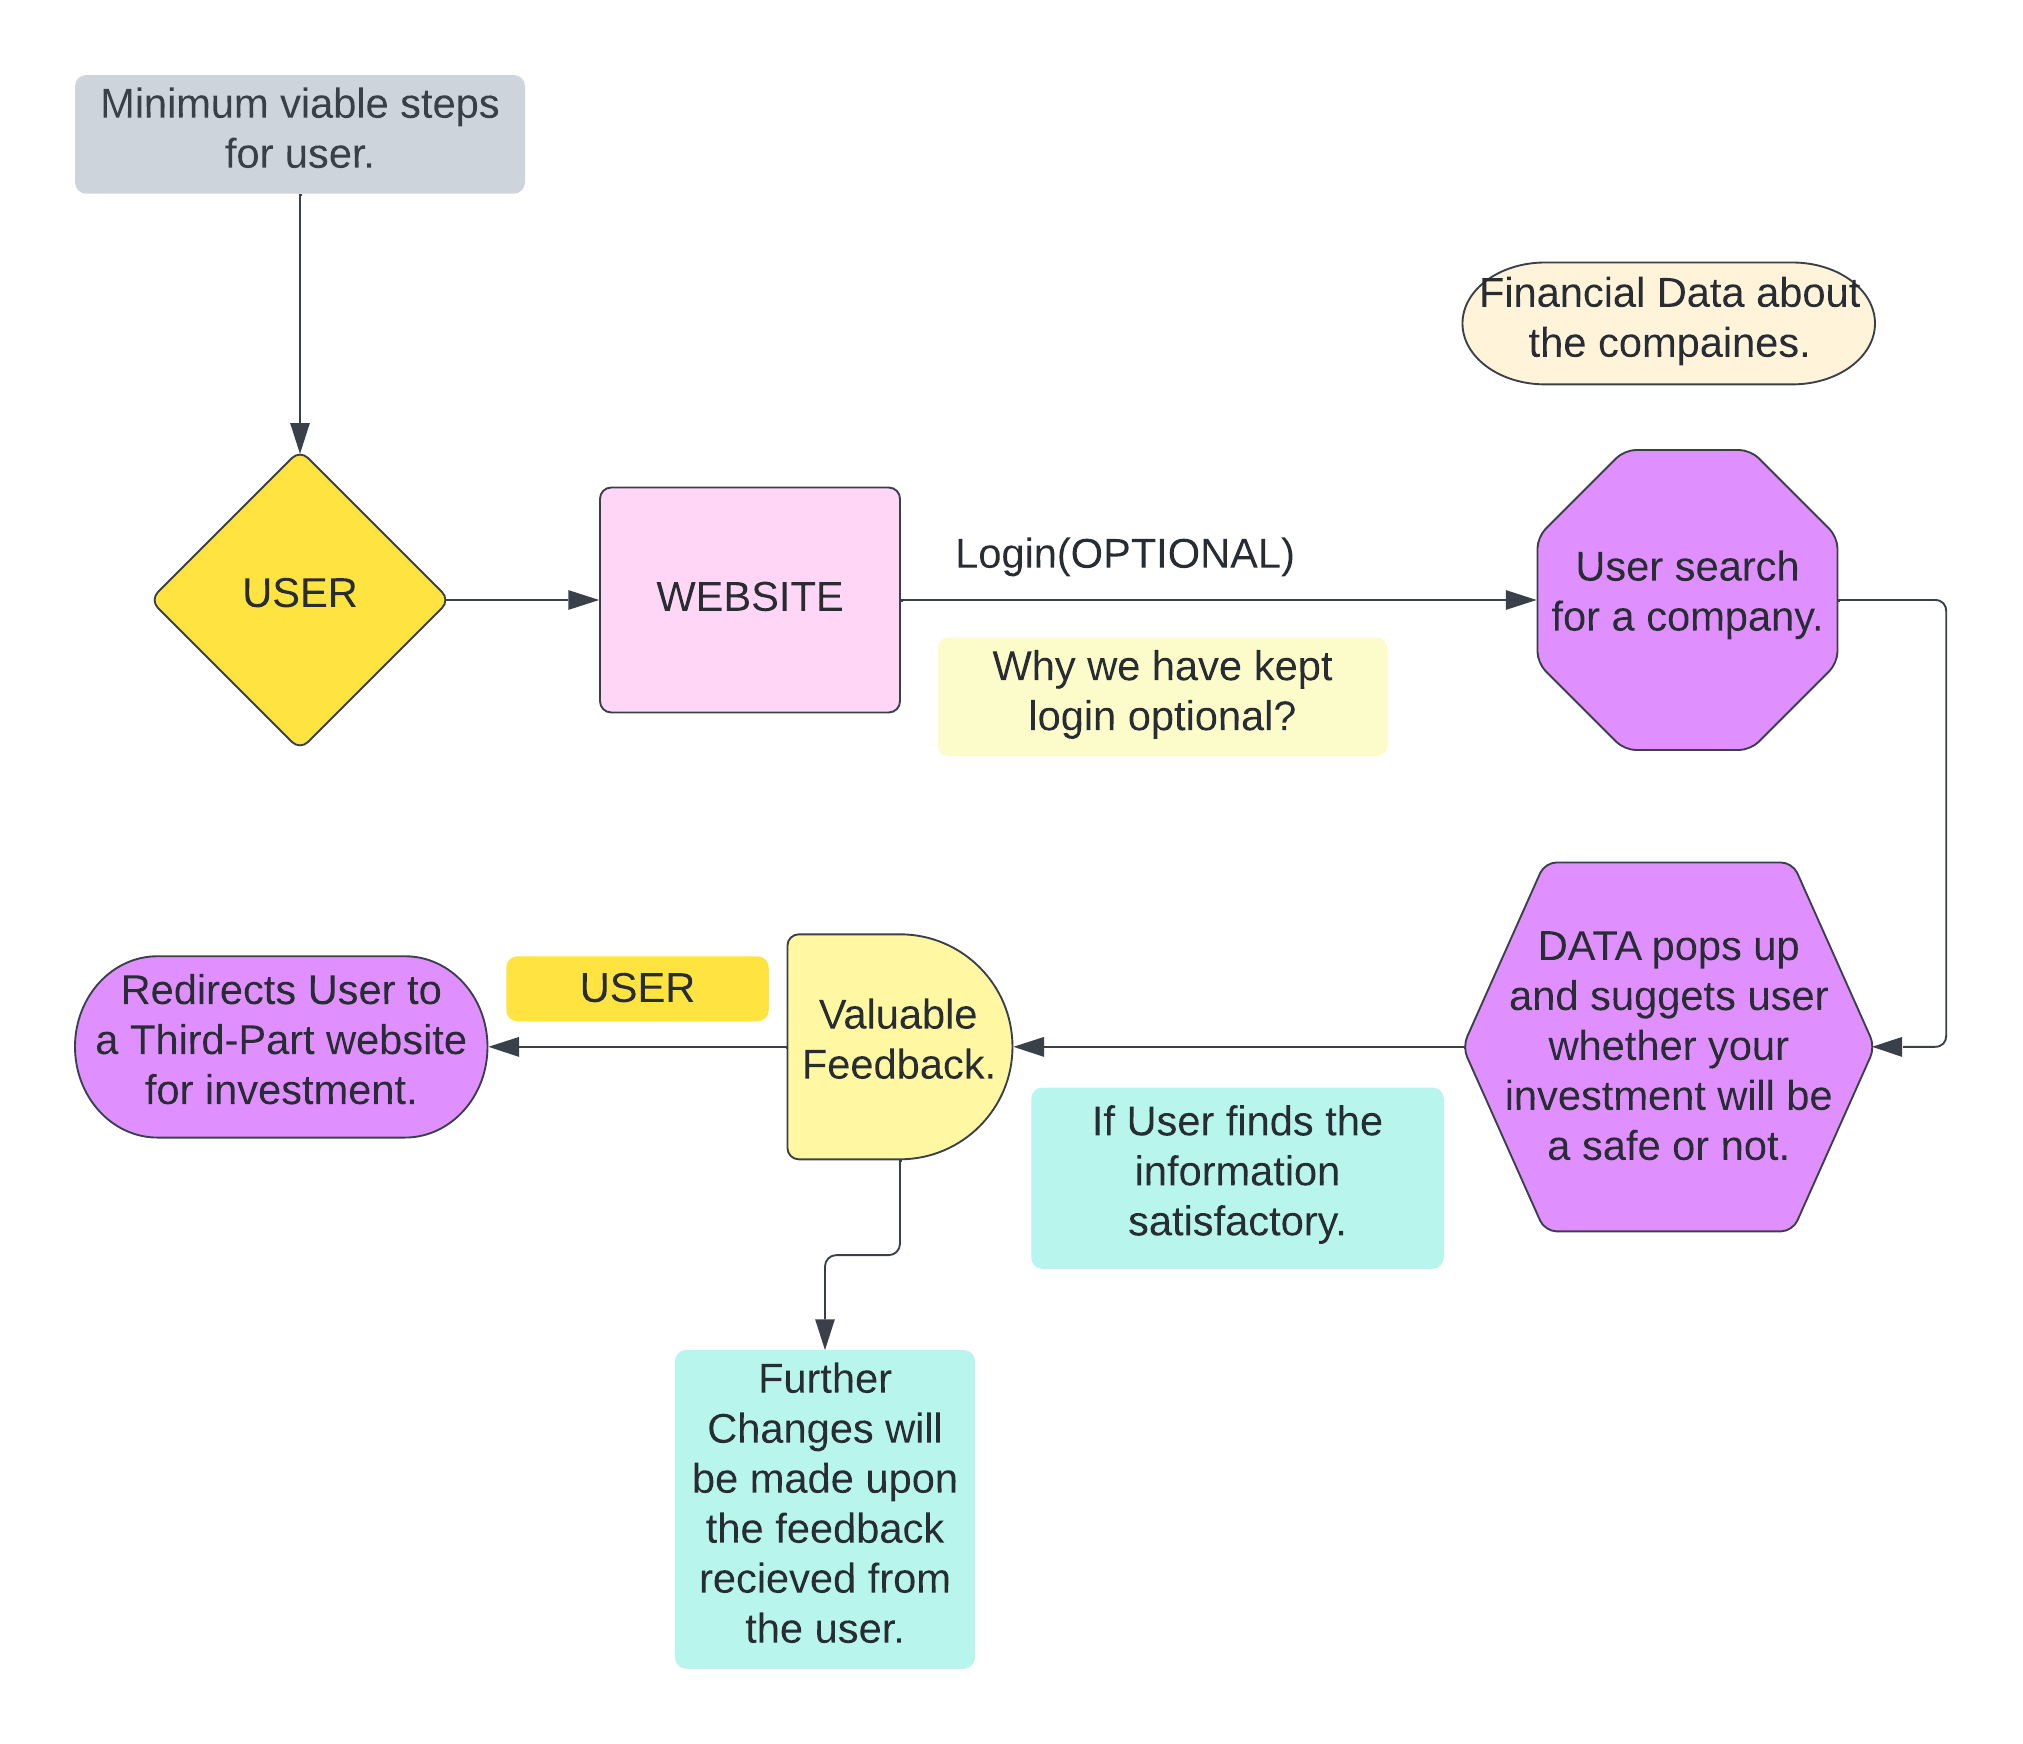 Minimum viable steps
for user.
Financial Data about
the compaines.
USER
WEBSITE
Login(OPTIONAL)
Why we have kept
login optional?
User search
for a company.
Redirects User to
a Third-Part website
for investment.
USER
Valuable
Feedback.
If User finds the
information
satisfactory.
DATA pops up
and suggets user
whether your
investment will be
a safe or not.
Further
Changes will
be made upon
the feedback
recieved from
the user.